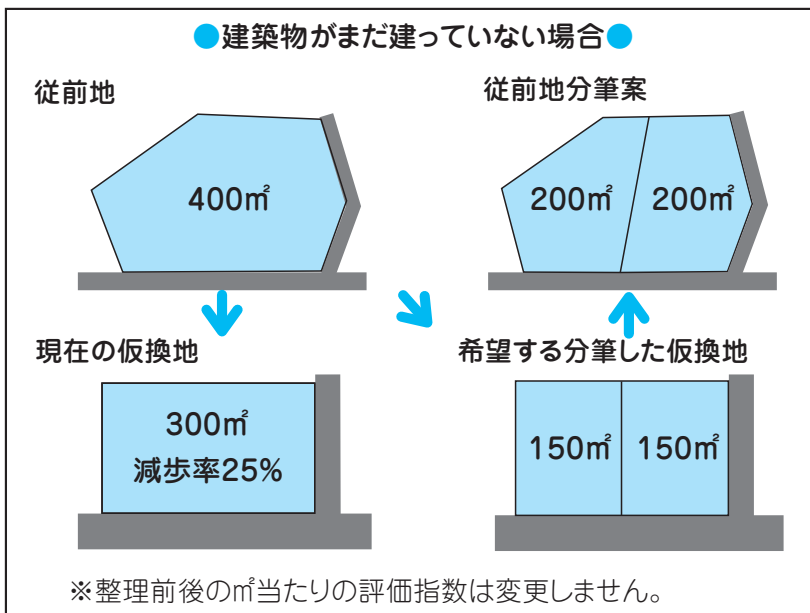 ●建築物がまだ建っていない場合●
従前地
400㎡
従前地分筆案
200㎡ 200㎡
現在の仮換地
300㎡
減歩率25%
希望する分筆した仮換地
150㎡ 150㎡
※整理前後の㎡当たりの評価指数は変更しません。